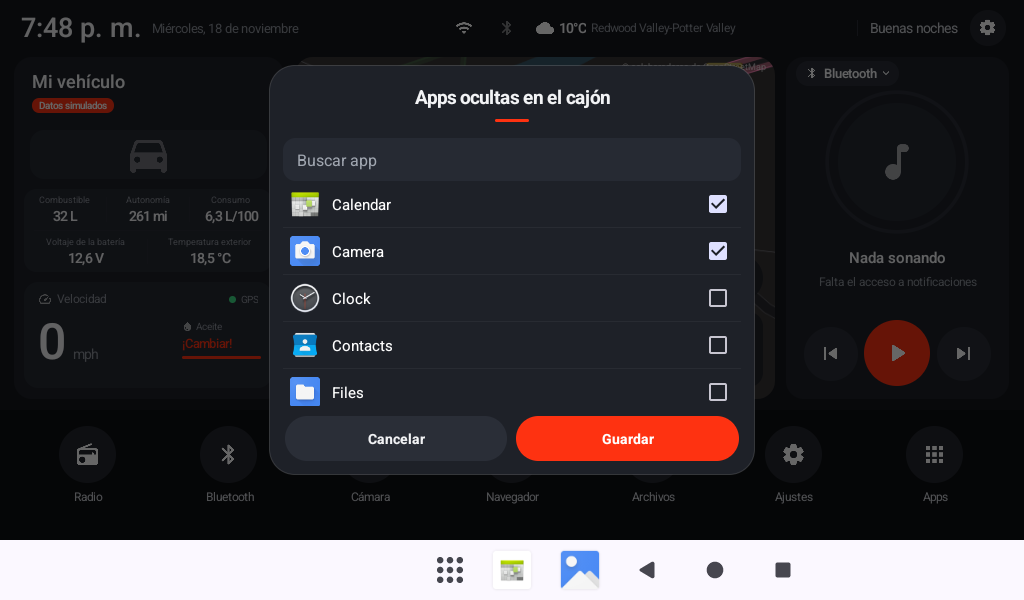 7:48 p. m.
Miércoles, 18 de noviembre
10°C
Redwood Valley-Potter Valley
Buenas noches
Mi vehículo
Datos simulados
Combustible
Autonomía
Consumo
32 L
261 mi
6,3 L/100
Voltaje de la batería
Temperatura exterior
12,6 V
18,5 °C
Velocidad
GPS
0 mph
Aceite
¡Cambiar!
Apps ocultas en el cajón
Buscar app
Calendar
Camera
Clock
Contacts
Files
Cancelar
Guardar
Bluetooth
Nada sonando
Falta el acceso a notificaciones
Radio
Bluetooth
Cámara
Navegador
Archivos
Ajustes
Apps